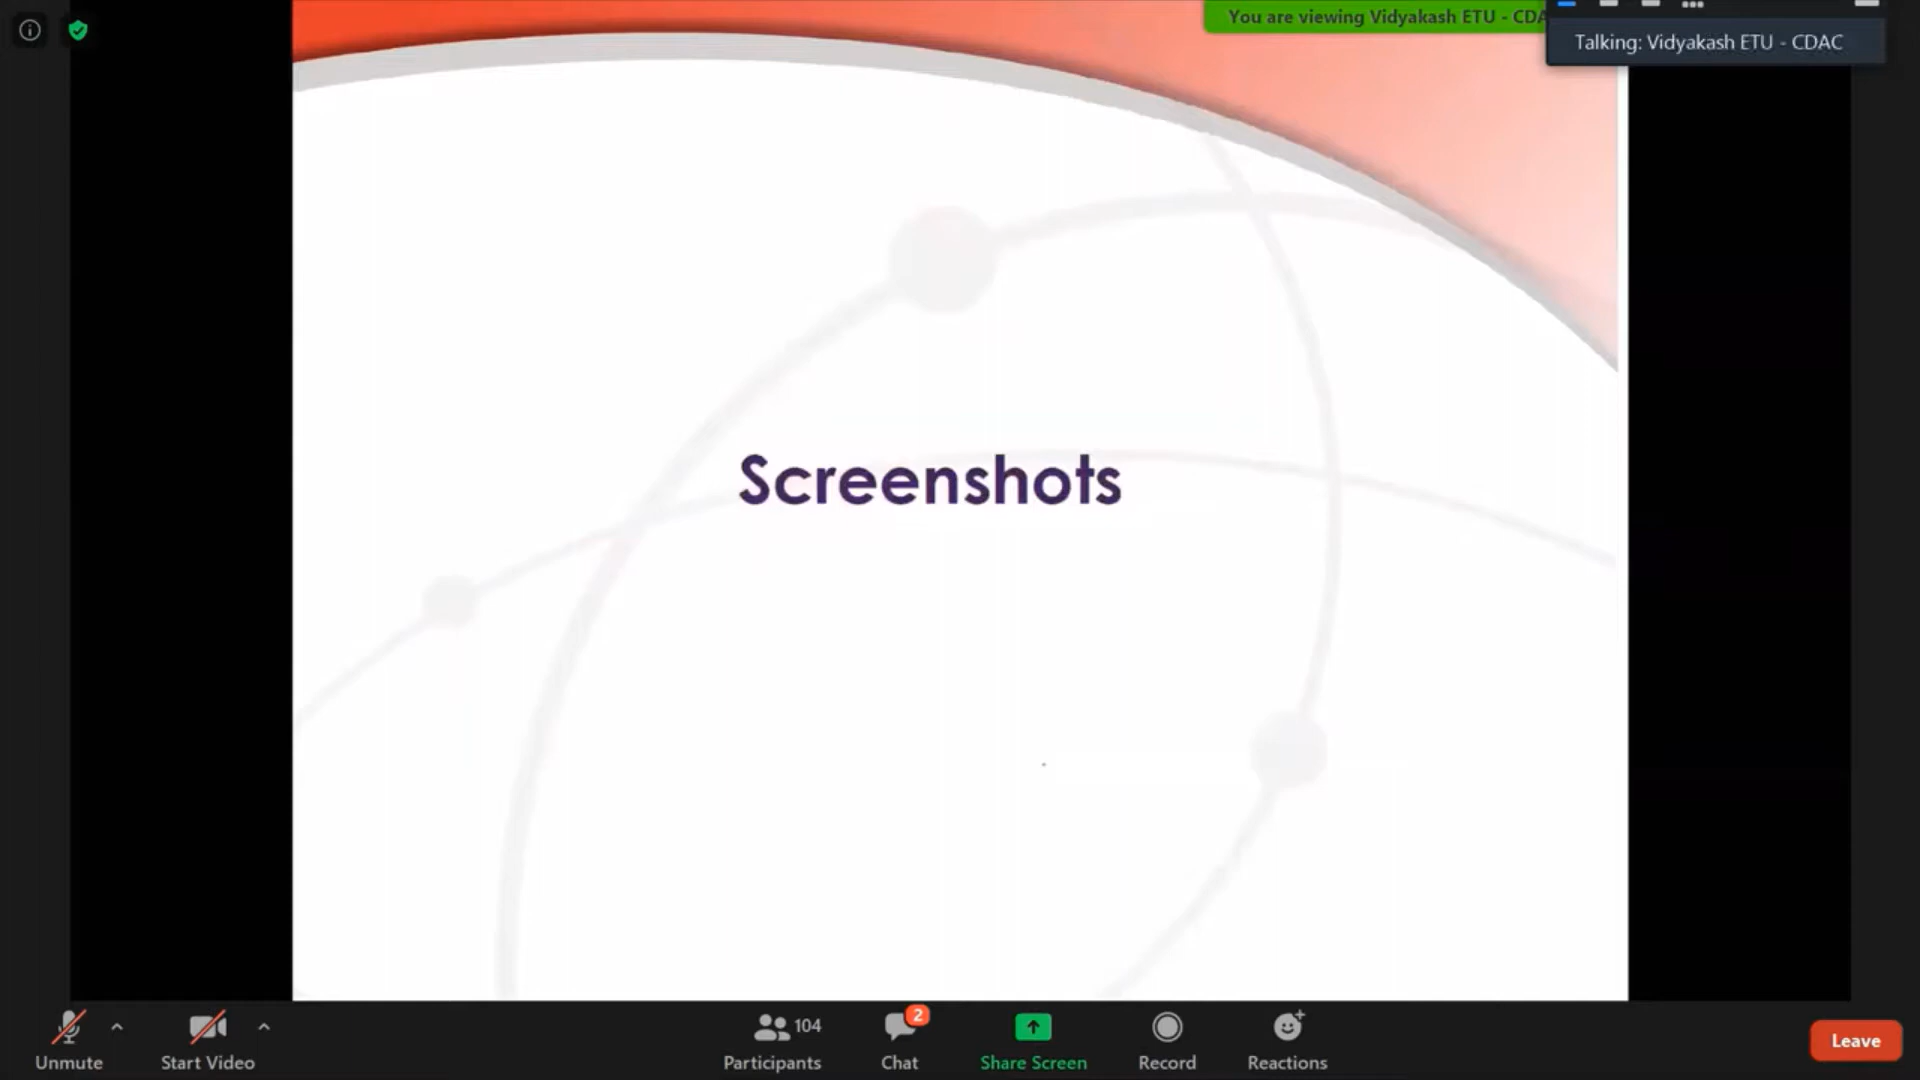 You are viewing Vidyakash ETU - CDA
Talking: Vidyakash ETU - CDAC
Screenshots
104
2
Unmute
Start Video
Participants
Chat
Share Screen
Record
Reactions
Leave